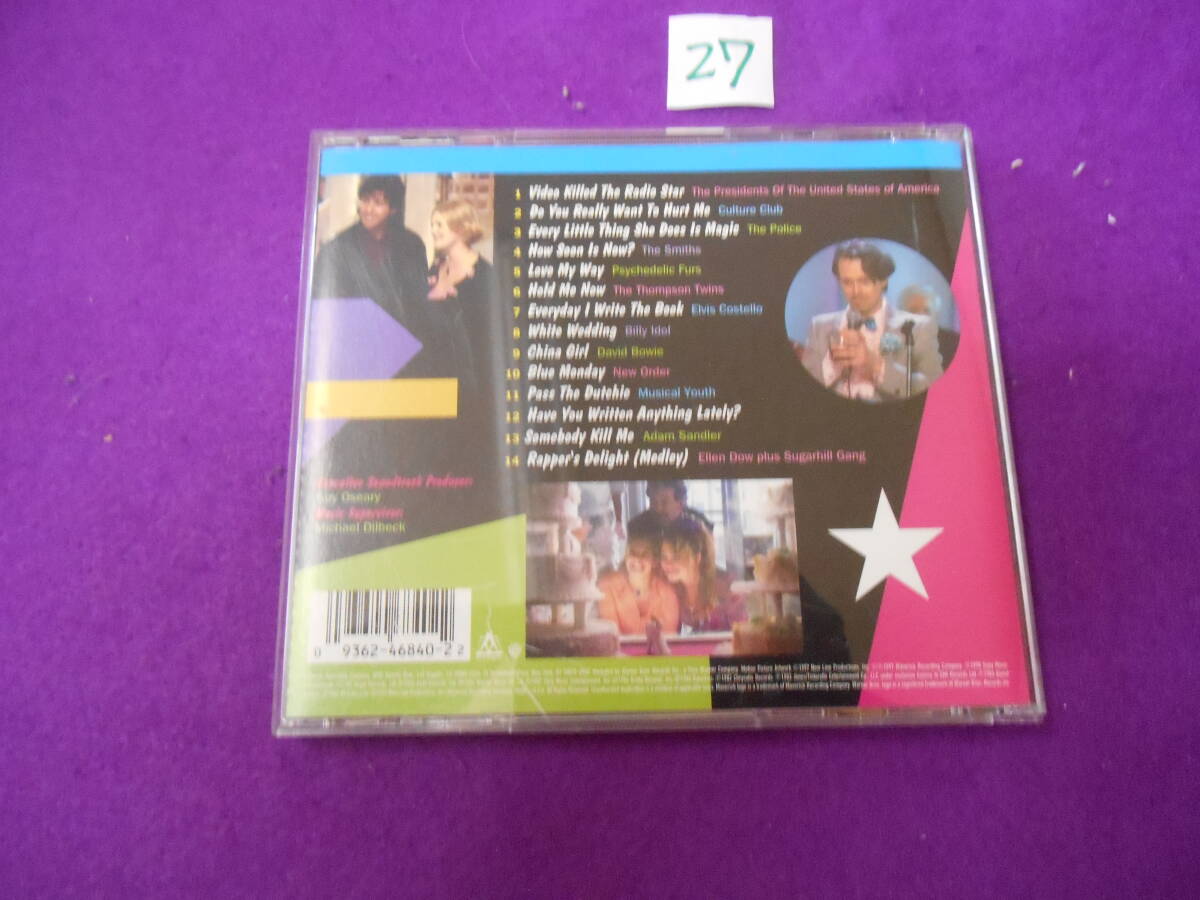 27
1 Video Killed The Radio Star The Presidents Of The United States of America
2 Do You Really Want To Hurt Me Culture Club
3 Every Little Thing She Does Is Magic The Police
4 How Soon Is Now? The Smiths
5 Love My Way Psychedelic Furs
6 Hold Me Now The Thompson Twins
7 Everyday I Write The Book Elvis Costello
8 White Wedding Billy Idol
9 China Girl David Bowie
10 Blue Monday New Order
11 Pass The Dutchie Musical Youth
12 Have You Written Anything Lately?
13 Somebody Kill Me Adam Sandler
14 Rapper's Delight (Medley) Ellen Dow plus Sugarhill Gang
Executive Soundtrack Producer:
Guy Oseary
Music Supervisor:
Michael Dilbeck
0 9362-46840-2 2